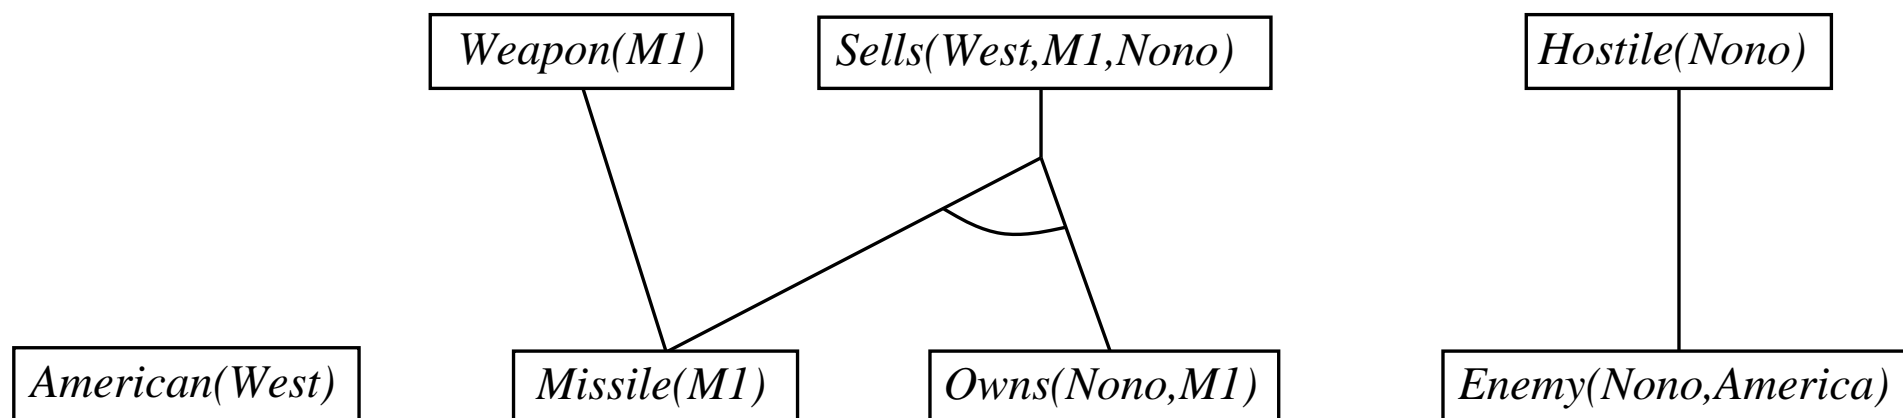 Weapon(M1)
Sells(West,M1,Nono)
Hostile(Nono)
American(West)
Missile(M1)
Owns(Nono,M1)
Enemy(Nono,America)